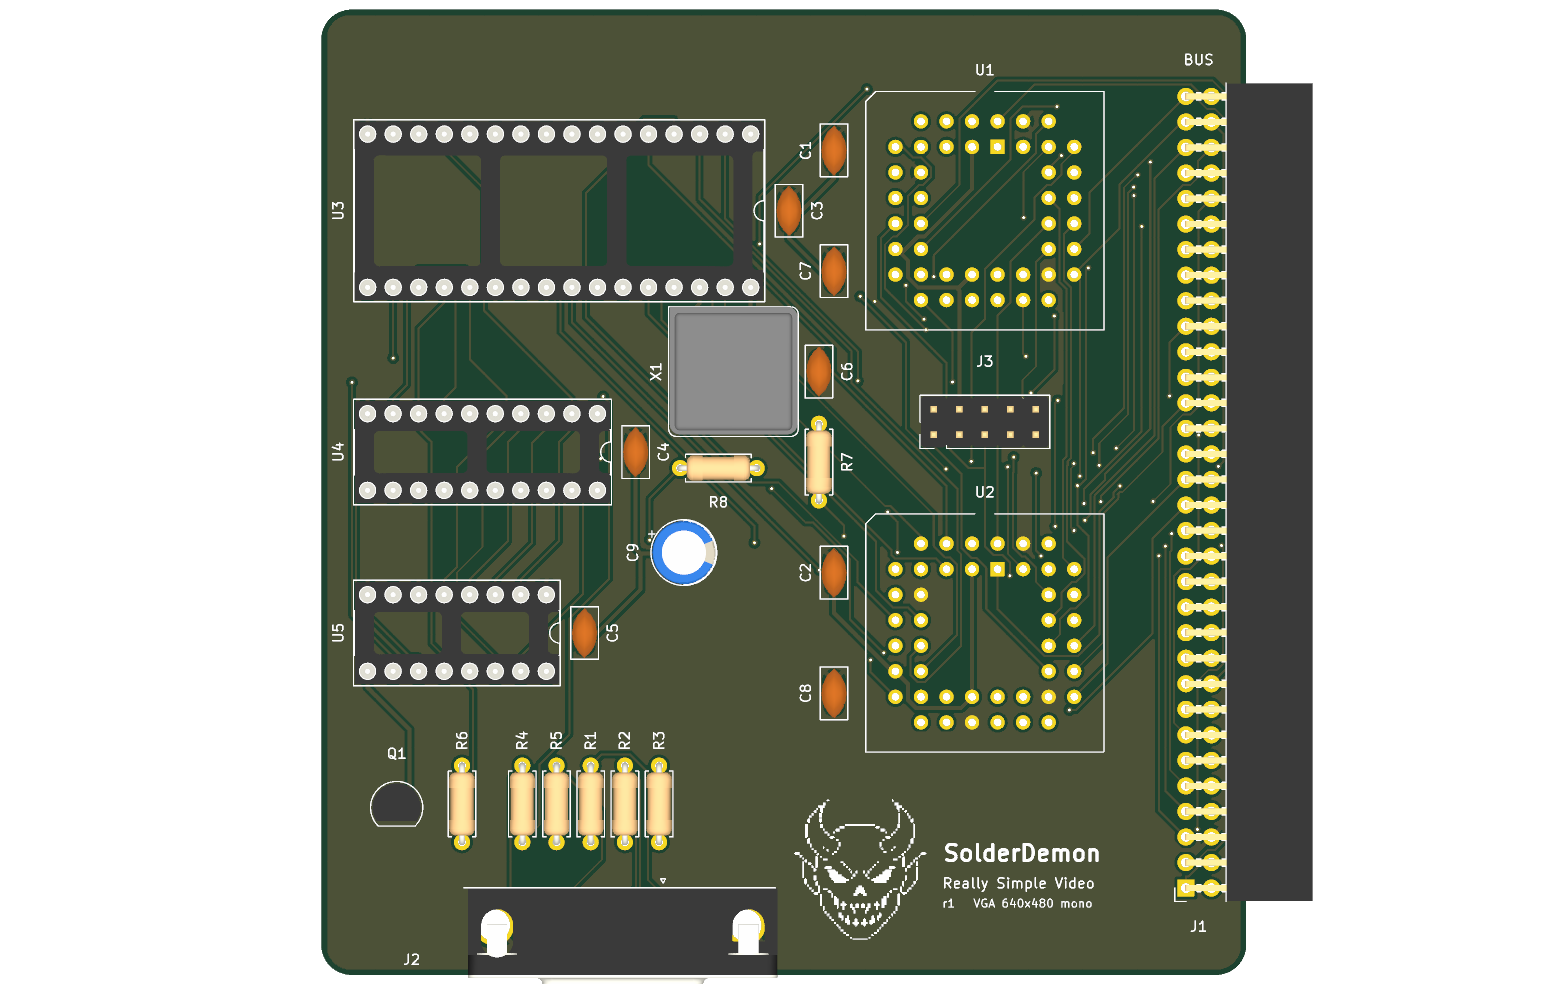 BUS
U1
C1
U3
C3
C7
J3
X1
C6
U4
C4
R7
R8
U2
+
C9
C2
U5
C5
C8
R6
R4
R5
R1
R2
R3
Q1
SolderDemon
Really Simple Video
r1 VGA 640x480 mono
J1
J2